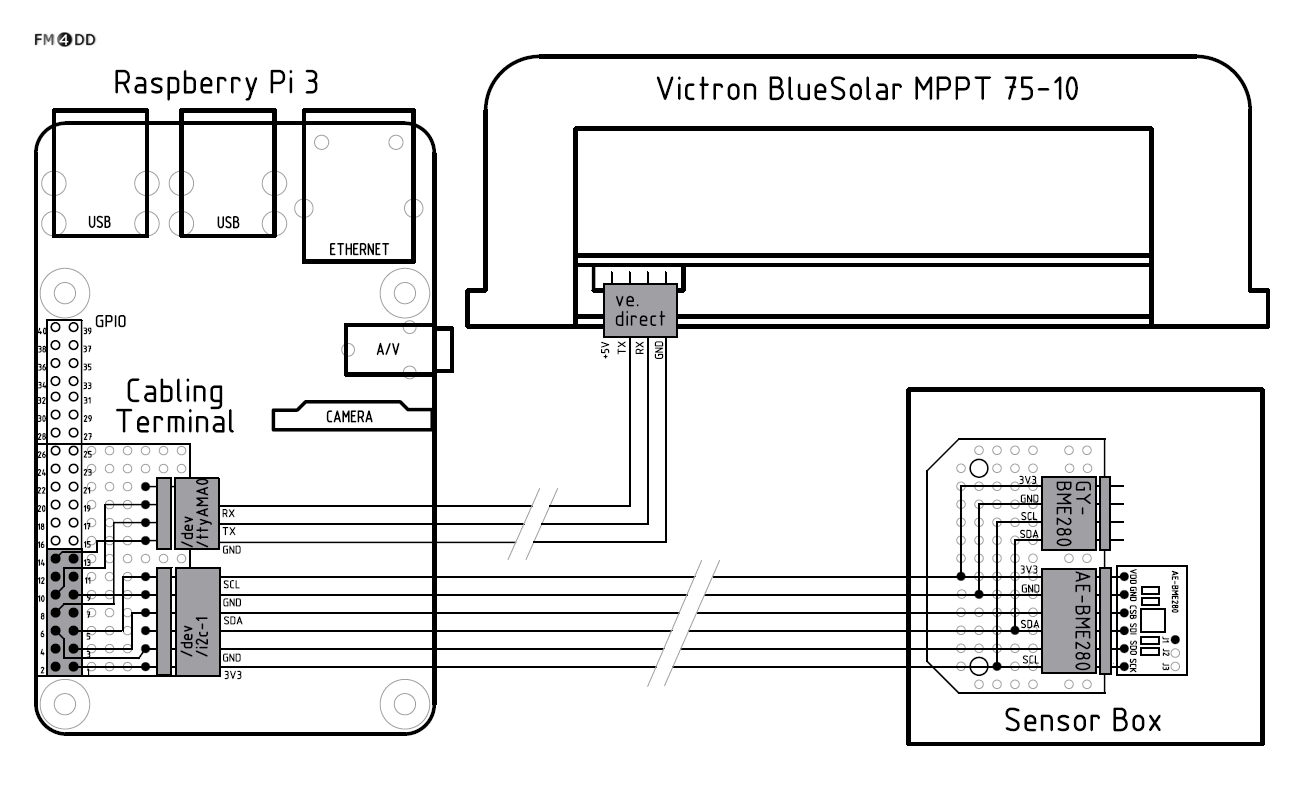 FM4DD
Raspberry Pi 3
Victron BlueSolar MPPT 75-10
USB
USB
ETHERNET
ve.
direct
+5V
TX
RX
GND
GPIO
A/V
CAMERA
Cabling
Terminal
40 39
38 37
36 35
34 33
32 31
30 29
28 27
26 25
24 23
22 21
20 19
18 17
16 15
14 13
12 11
10 9
8 7
6 5
4 3
2 1
/dev
/ttyAMA0
RX
TX
GND
/dev
/i2c-1
SCL
GND
SDA
GND
3V3
3V3
GND
SCL
SDA
GY-
BME280
3V3
GND
SDA
SCL
AE-BME280
VDD
GND
CSB
SDI
SDO
SCK
AE-BME280
J1
J2
J3
Sensor Box